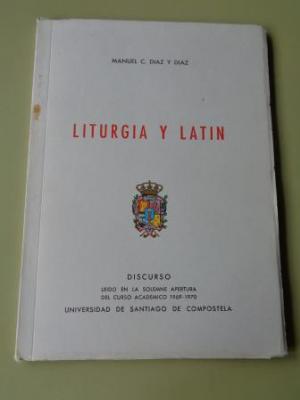 MANUEL C. DIAZ Y DIAZ
LITURGIA Y LATIN
DISCURSO
LEIDO EN LA SOLEMNE APERTURA
DEL CURSO ACADEMICO 1969-1970
UNIVERSIDAD DE SANTIAGO DE COMPOSTELA